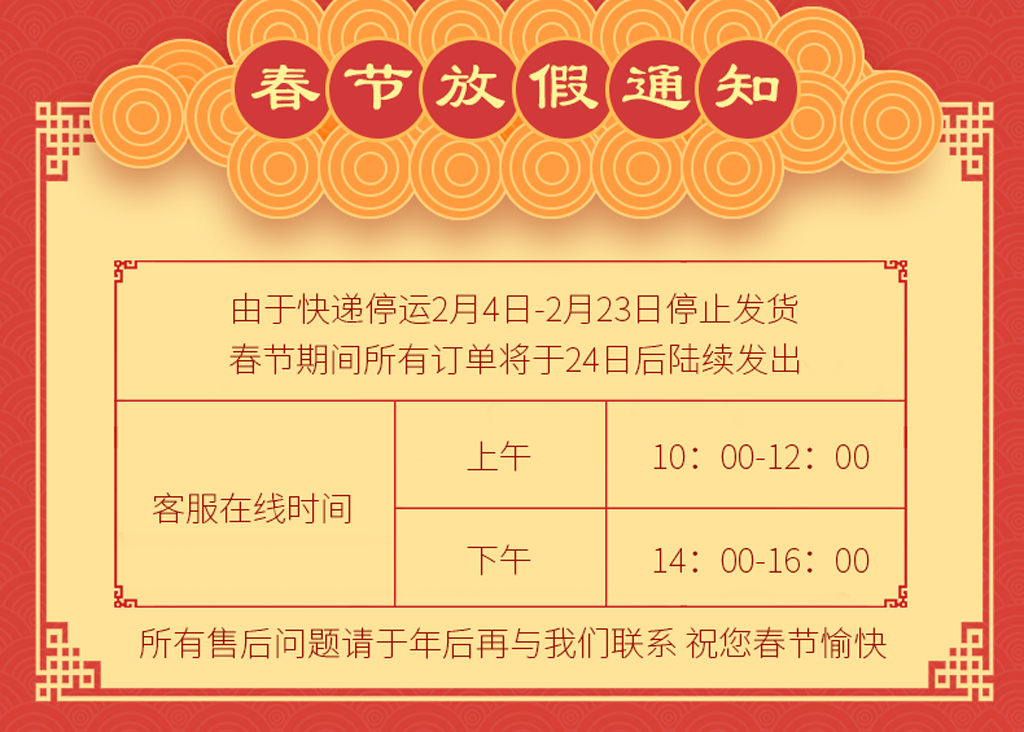 春节放假通知
由于快递停运2月4日-2月23日停止发货
春节期间所有订单将于24日后陆续发出
客服在线时间
上午
10：00-12：00
下午
14：00-16：00
所有售后问题请于年后再与我们联系 祝您春节愉快